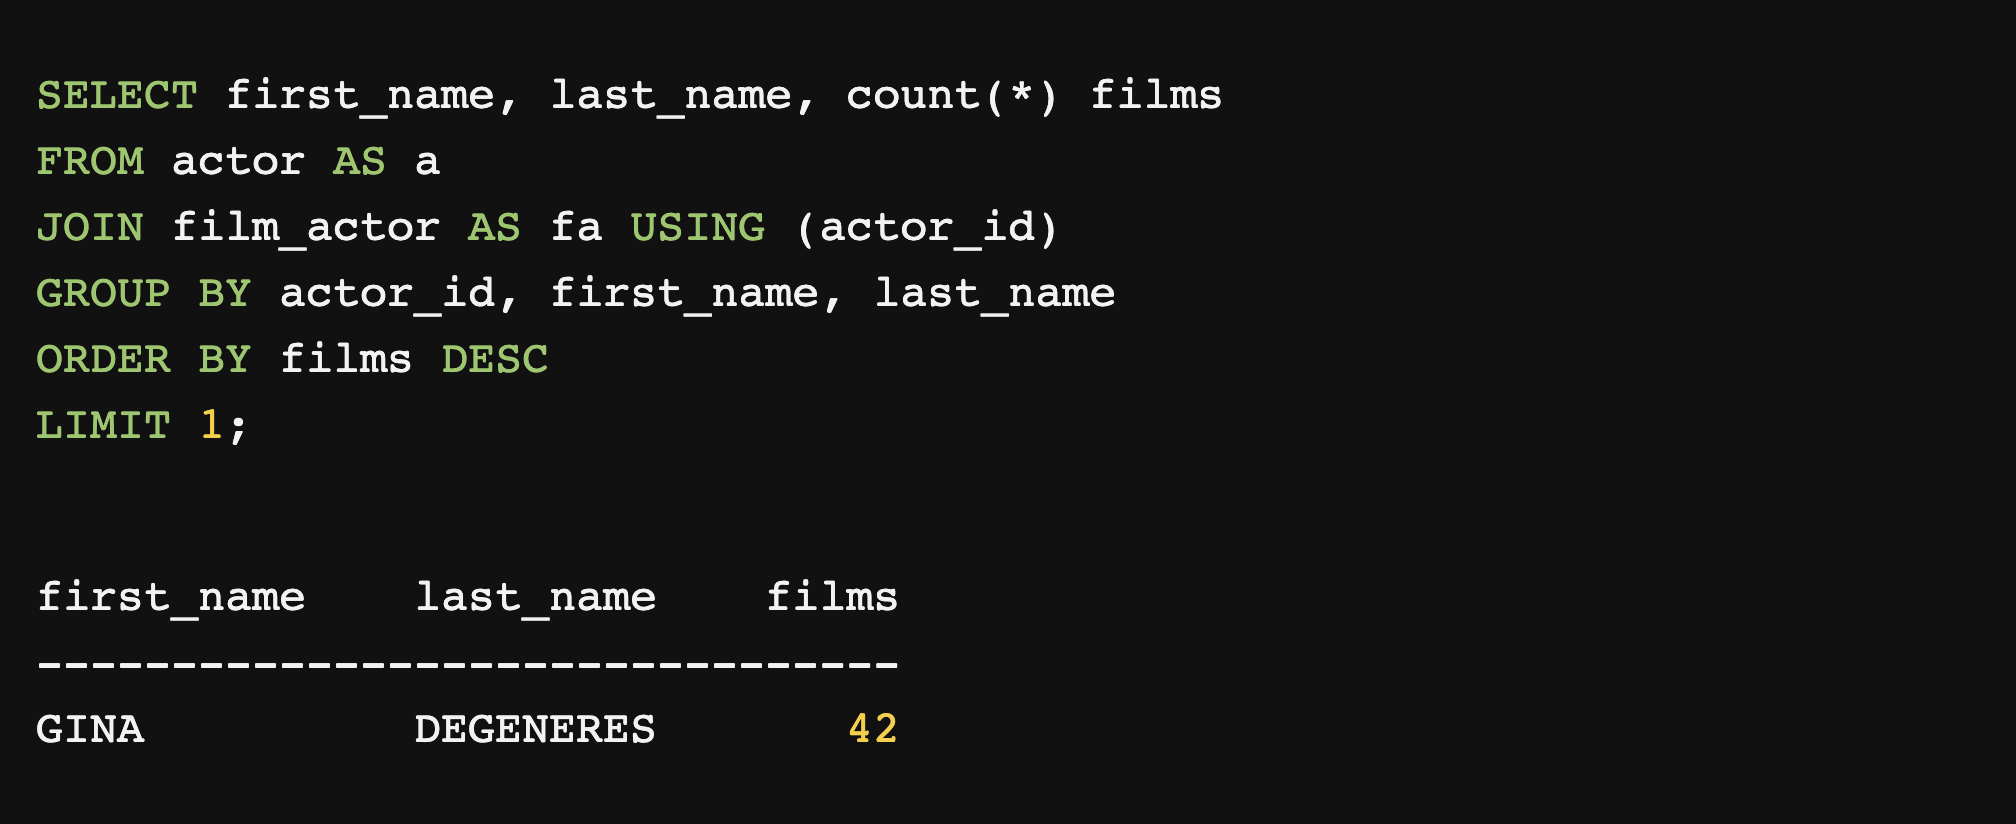 SELECT first_name, last_name, count(*) films
FROM actor AS a
JOIN film_actor AS fa USING (actor_id)
GROUP BY actor_id, first_name, last_name
ORDER BY films DESC
LIMIT 1;
first_name    last_name    films
--------------------------------
GINA          DEGENERES       42